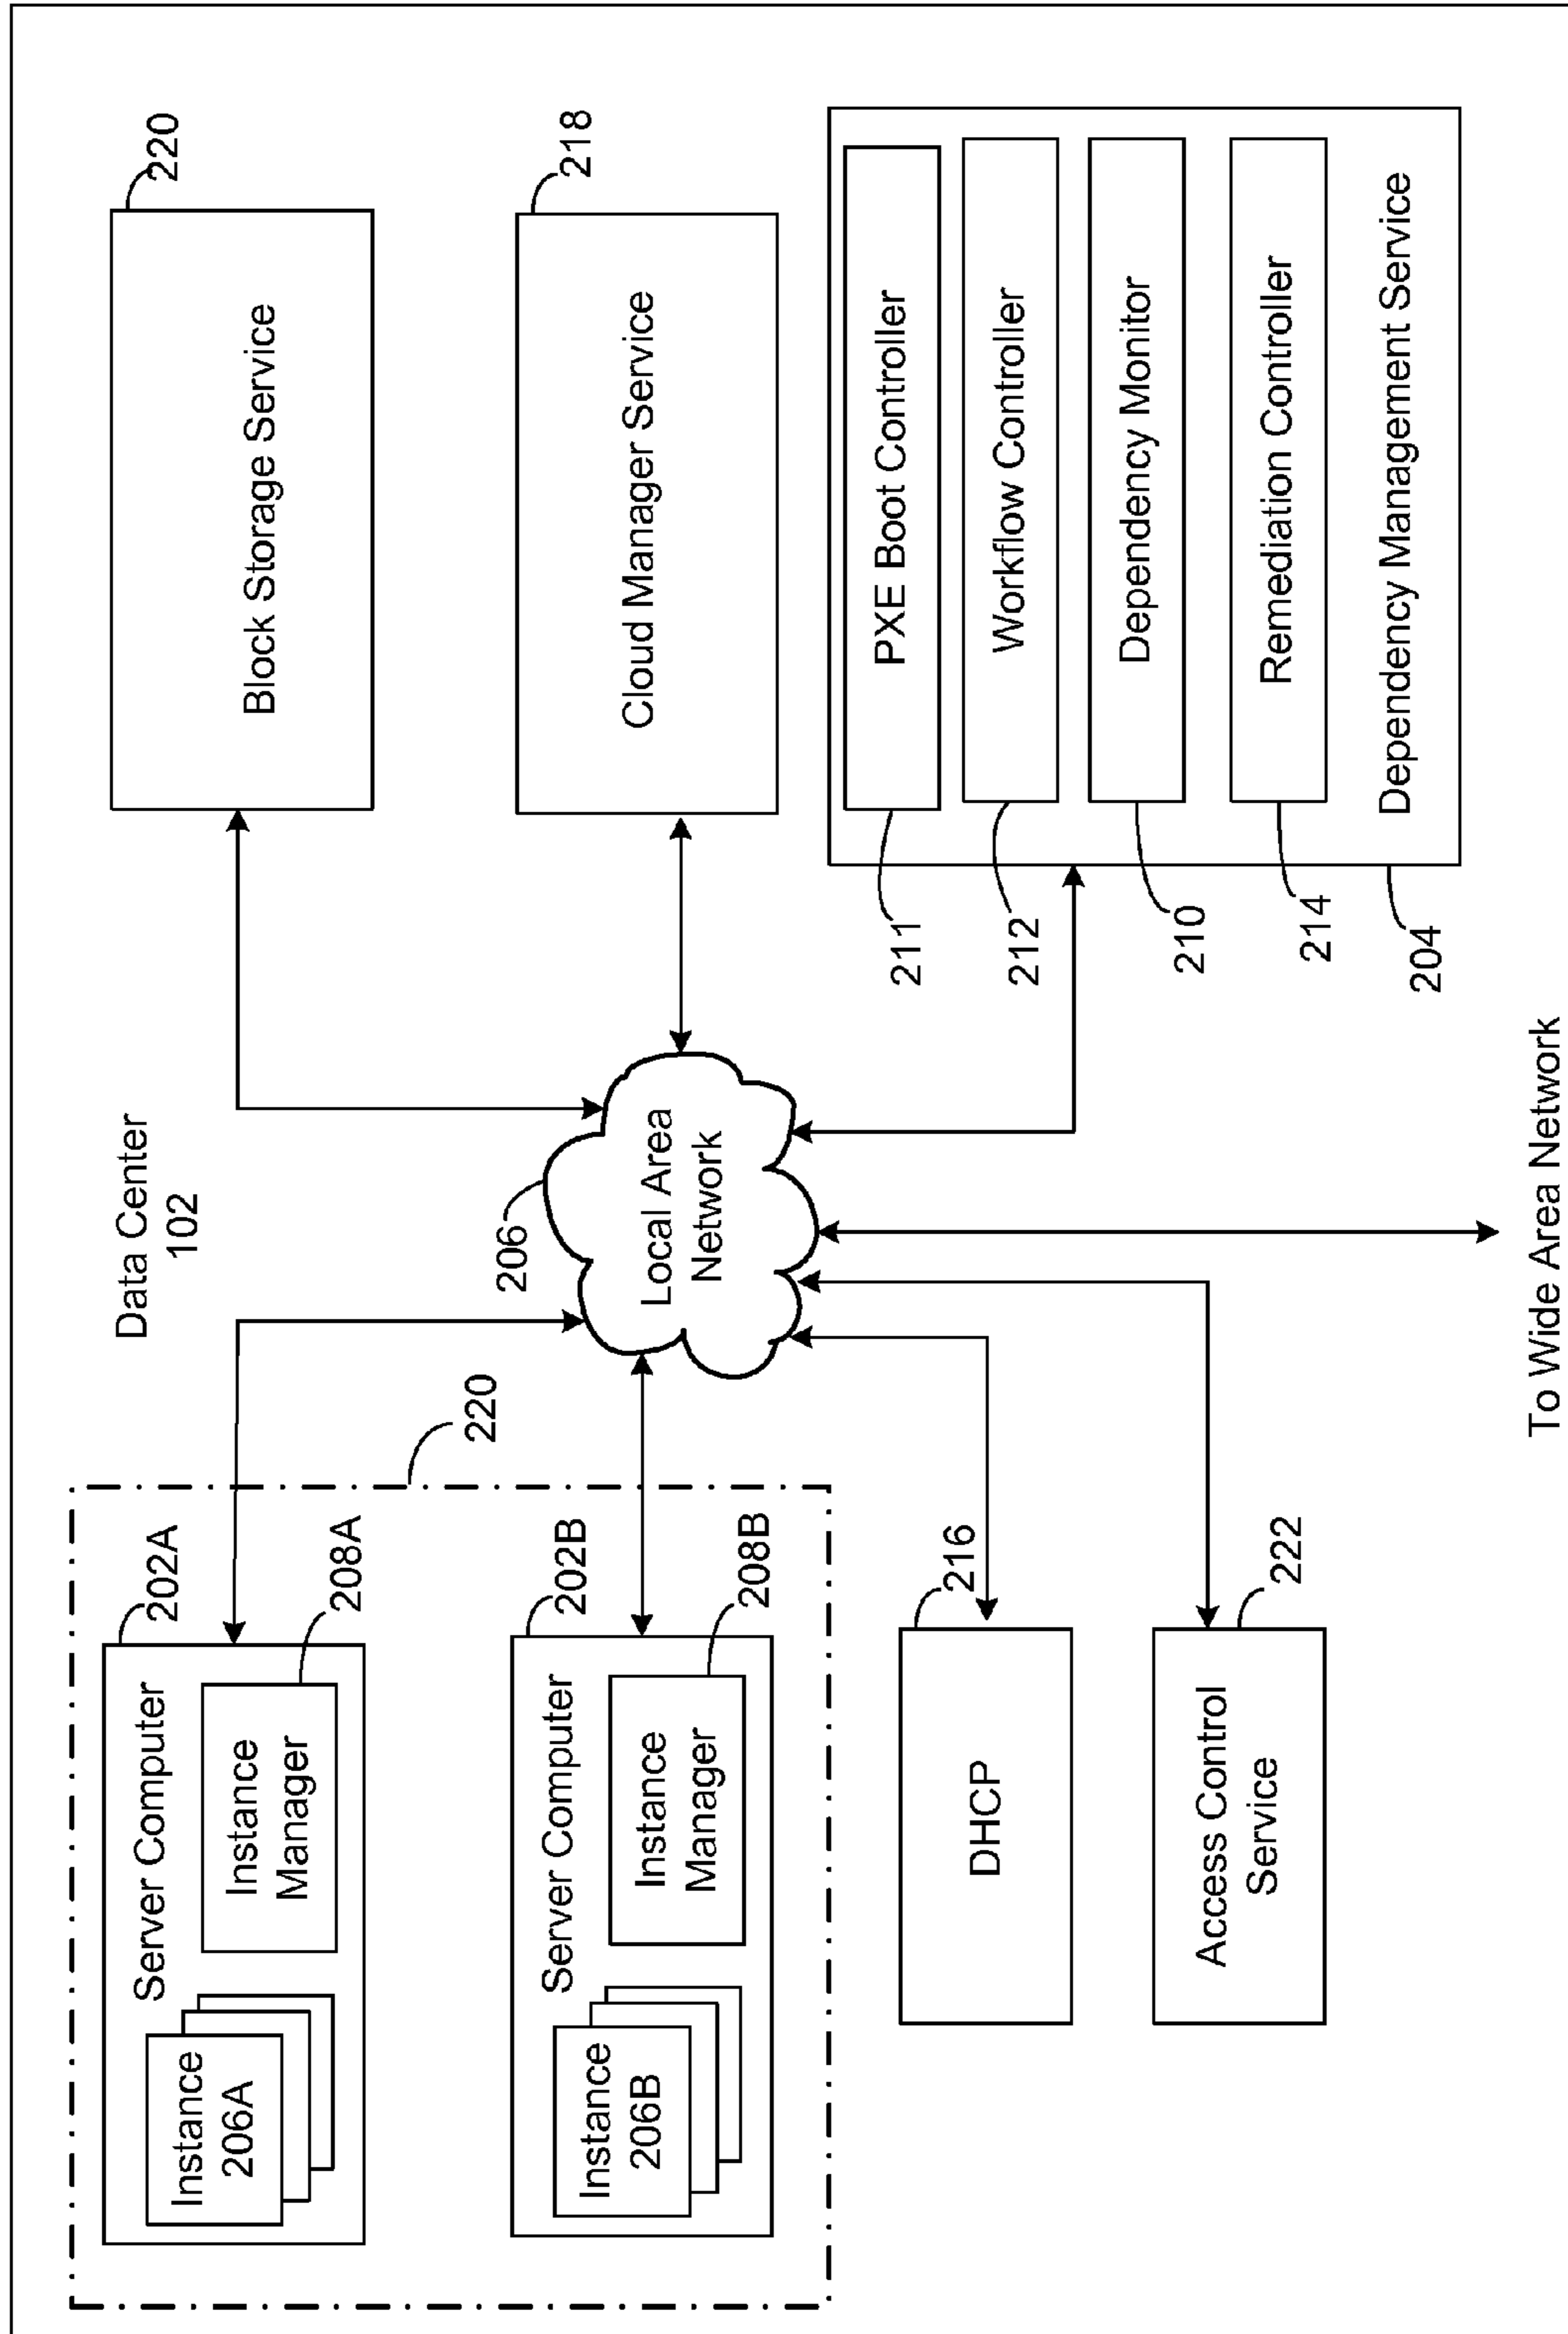 Data Center
102
202A
Server Computer
208A
Instance
Manager
Instance
206A
202B
Server Computer
208B
Instance
Manager
Instance
206B
220
216
DHCP
222
Access Control
Service
206
Local Area
Network
220
Block Storage Service
218
Cloud Manager Service
211
PXE Boot Controller
212
Workflow Controller
210
Dependency Monitor
214
Remediation Controller
204
Dependency Management Service
To Wide Area Network